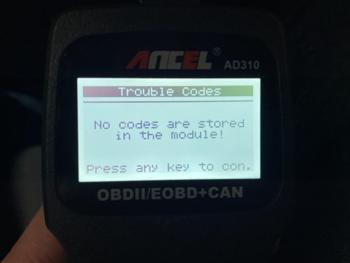 ANCEL®
AD310
Trouble Codes
No codes are stored
in the module!
Press any key to con.
OBDII/EOBD+CAN